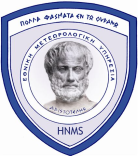 ΠΟΛΛΑ ΦΑΣΜΑΤΑ ΕΝ ΤΩ ΟΥΡΑΝΩ
ΕΘΝΙΚΗ ΜΕΤΕΩΡΟΛΟΓΙΚΗ ΥΠΗΡΕΣΙΑ
ΑΡΙΣΤΟΤΕΛΗΣ
HNMS